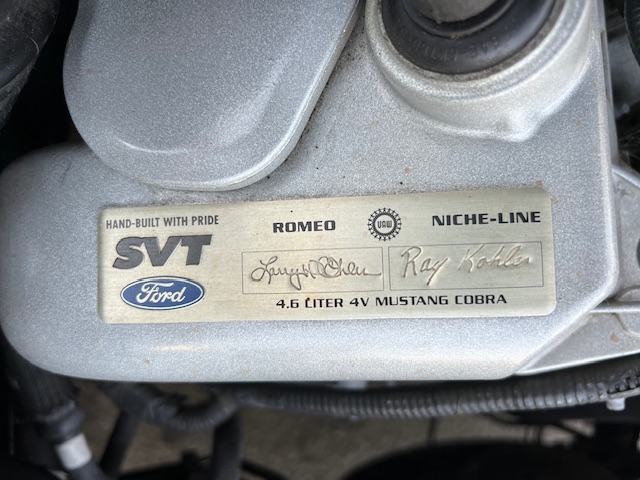 HAND-BUILT WITH PRIDE
SVT
Ford
ROMEO UAW NICHE-LINE
Ray Kohler
4.6 LITER 4V MUSTANG COBRA